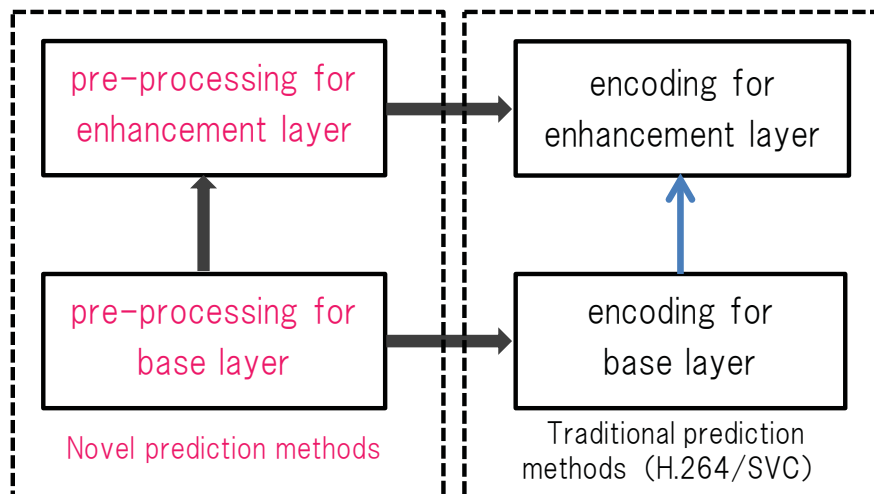 pre-processing for
enhancement layer
encoding for
enhancement layer
pre-processing for
base layer
encoding for
base layer
Novel prediction methods
Traditional prediction
methods (H.264/SVC)